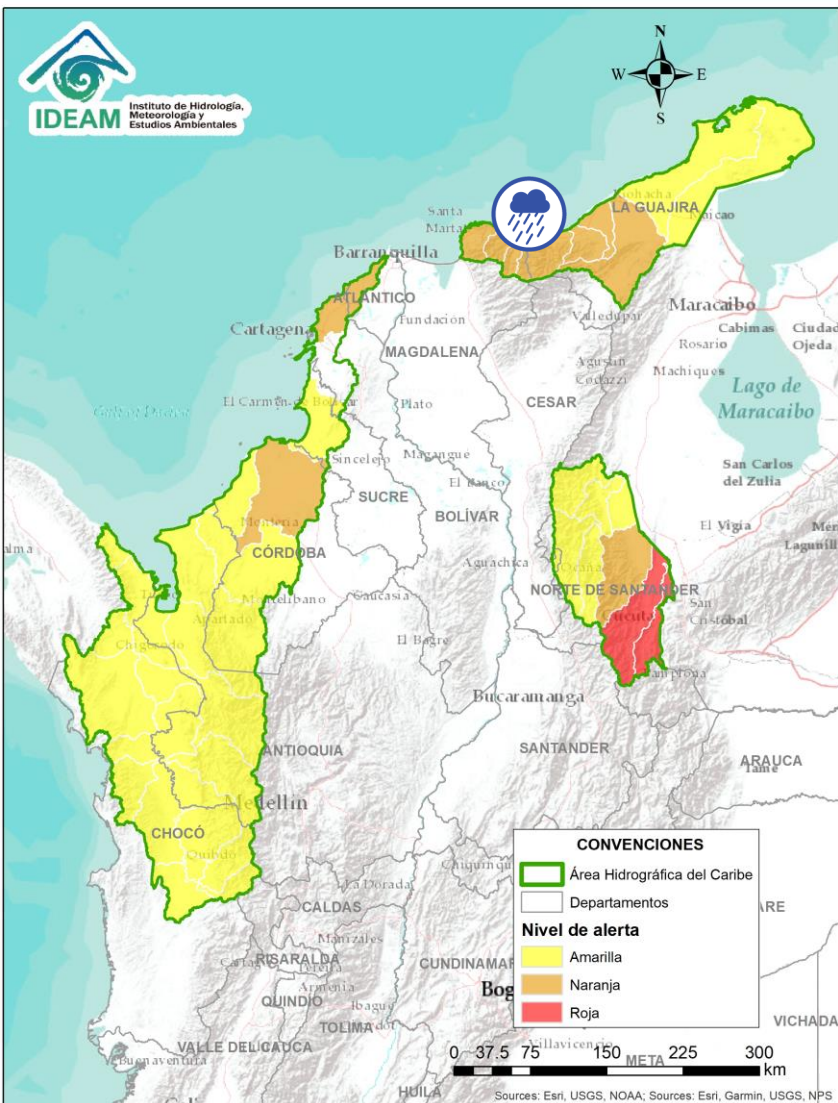 IDEAM
Instituto de Hidrología,
Meteorología y
Estudios Ambientales
N
W
E
S
Santa
Marta
LA GUAJIRA
Barranquilla
ATLÁNTICO
Cartagena
Fundación
Valledupar
Maracaibo
Cabimas
Ciudad
Ojeda
MAGDALENA
Rosario
Agustín
Codazzi
Machiques
El Carmen de Bolívar
Plato
CESAR
Lago de
Maracaibo
Sincelejo
Magangué
SUCRE
El Banco
San Carlos
del Zulia
Montería
BOLÍVAR
El Vigía
CÓRDOBA
Aguachica
Ocaña
NORTE DE SANTANDER
Montelíbano
Caucasia
Cúcuta
San
Cristóbal
Apartadó
Chigorodó
El Bagre
Pamplona
Bucaramanga
ANTIOQUIA
SANTANDER
ARAUCA
Tame
Medellín
CHOCÓ
Quibdó
La Dorada
CALDAS
Manizales
RISARALDA
Pereira
Armenia
QUINDÍO
Ibagué
TOLIMA
VALLE DEL CAUCA
Buenaventura
HUILA
Villavicencio
META
VICHADA
CONVENCIONES
Área Hidrográfica del Caribe
Departamentos
Nivel de alerta
Amarilla
Naranja
Roja
0 37.5 75 150 225 300
km
Sources: Esri, USGS, NOAA; Sources: Esri, Garmin, USGS, NPS